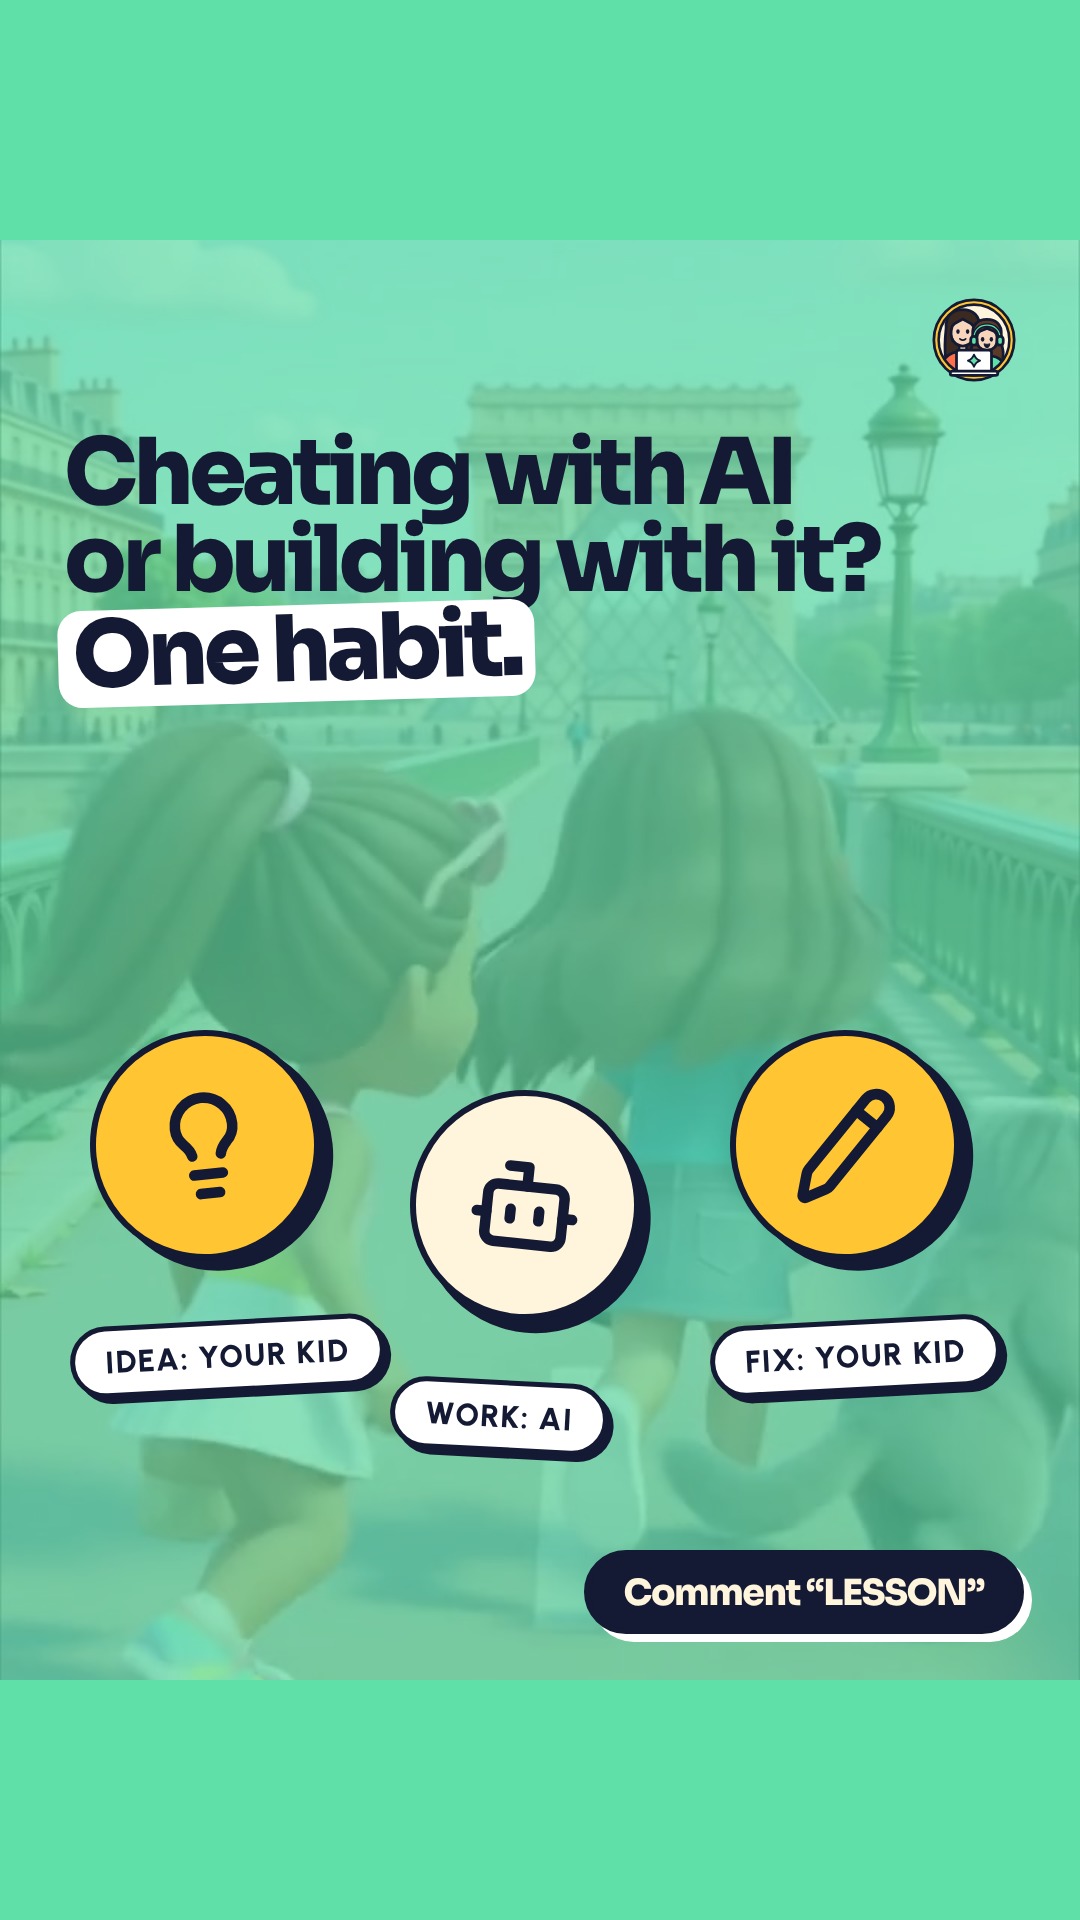 Cheating with AI
or building with it?
One habit.
IDEA: YOUR KID
WORK: AI
FIX: YOUR KID
Comment “LESSON”